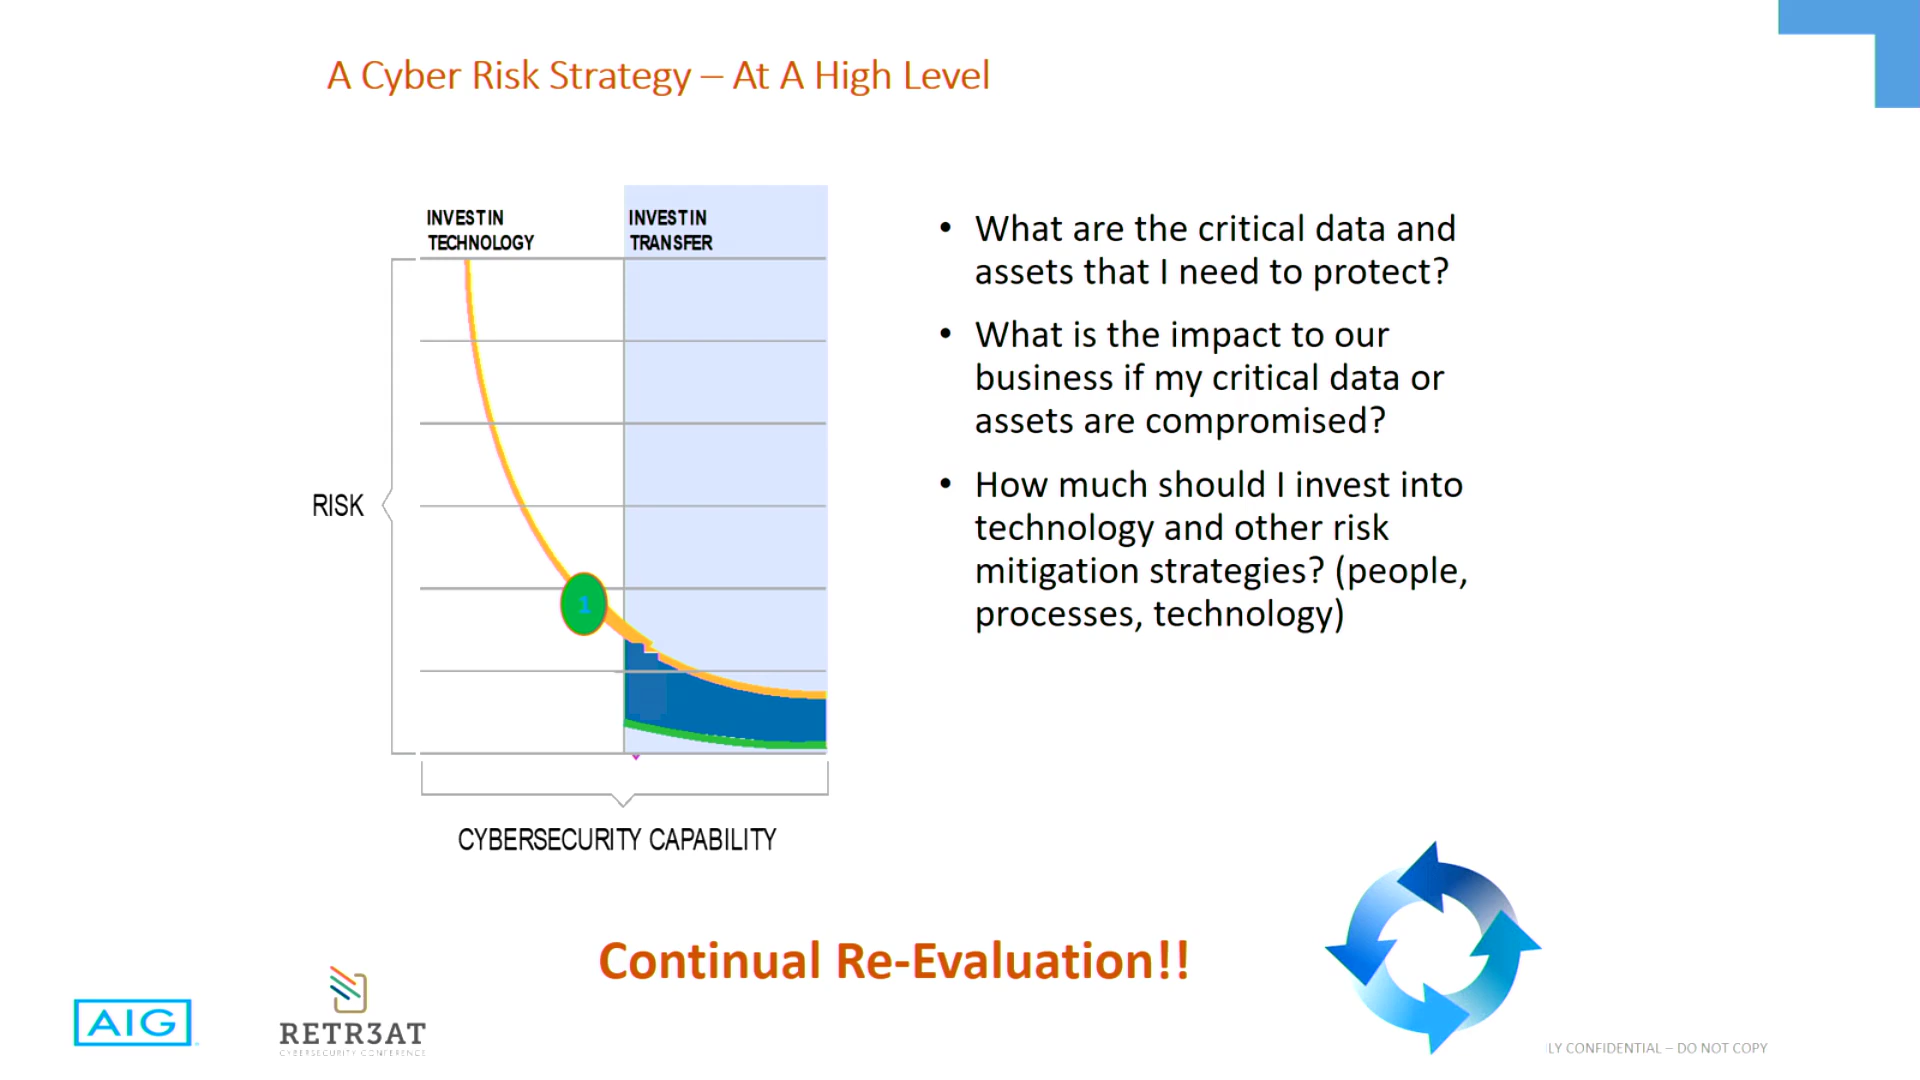 A Cyber Risk Strategy – At A High Level
INVEST IN
TECHNOLOGY
INVEST IN
TRANSFER
RISK
1
CYBERSECURITY CAPABILITY
• What are the critical data and
assets that I need to protect?
• What is the impact to our
business if my critical data or
assets are compromised?
• How much should I invest into
technology and other risk
mitigation strategies? (people,
processes, technology)
Continual Re-Evaluation!!
AIG
RETR3AT
CYBERSECURITY CONFERENCE
LY CONFIDENTIAL – DO NOT COPY